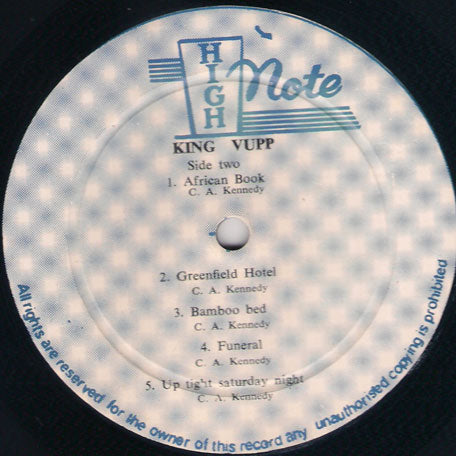 HIGH
Note
KING VUPP
Side two
1. African Book
C. A. Kennedy
2. Greenfield Hotel
C. A. Kennedy
3. Bamboo bed
C. A. Kennedy
4. Funeral
C. A. Kennedy
5. Up tight saturday night
C. A. Kennedy
All rights are reserved for the owner of this record any unauthorised copring is prohibited